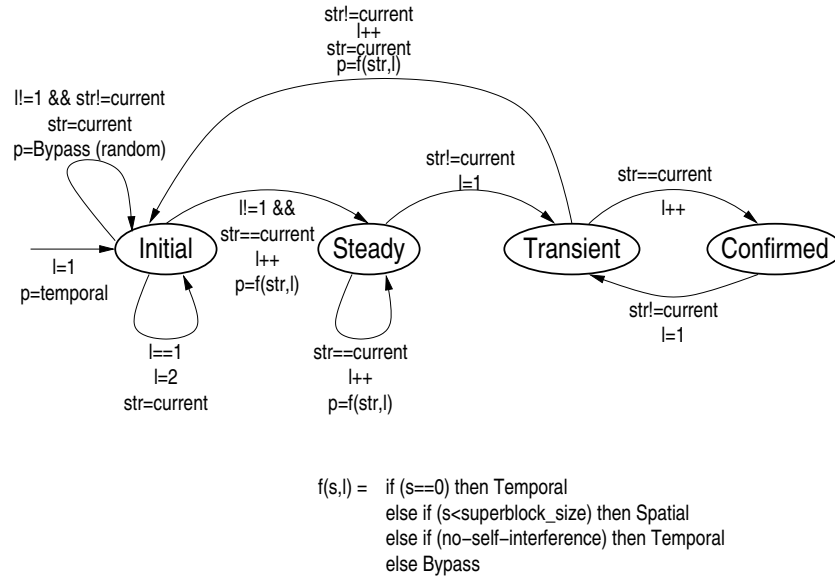 str!=current
l++
str=current
p=f(str,l)
l!=1 && str!=current
str=current
p=Bypass (random)
str!=current
l=1
str==current
l++
l!=1 &&
str==current
l++
p=f(str,l)
Initial
Steady
Transient
Confirmed
l=1
p=temporal
l==1
l=2
str=current
str==current
l++
p=f(str,l)
str!=current
l=1
f(s,l) = if (s==0) then Temporal
else if (s<superblock_size) then Spatial
else if (no−self−interference) then Temporal
else Bypass